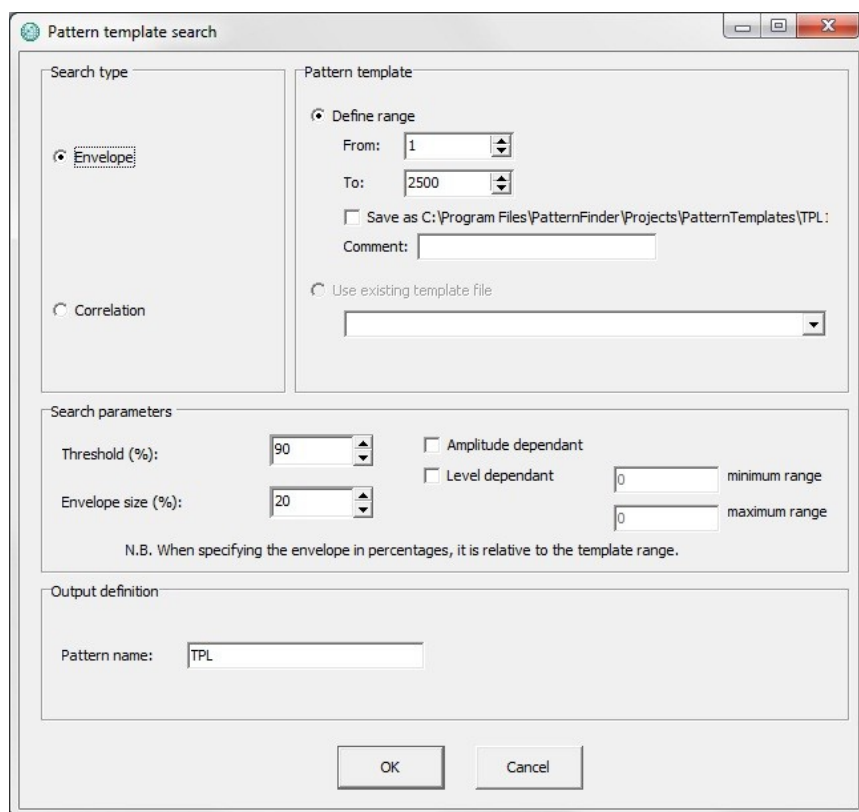 Pattern template search
Search type
Envelope
Correlation
Pattern template
Define range
From: 1
To: 2500
Save as C:\Program Files\PatternFinder\Projects\PatternTemplates\TPL1
Comment:
Use existing template file
Search parameters
Threshold (%): 90
Amplitude dependant
Level dependant
0 minimum range
Envelope size (%): 20
0 maximum range
N.B. When specifying the envelope in percentages, it is relative to the template range.
Output definition
Pattern name: TPL
OK Cancel